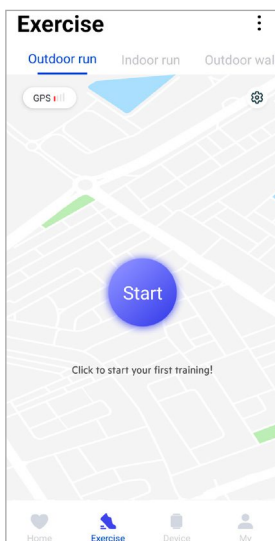 Exercise
Outdoor run Indoor run Outdoor wal
GPS
Start
Click to start your first training!
Home Exercise Device My